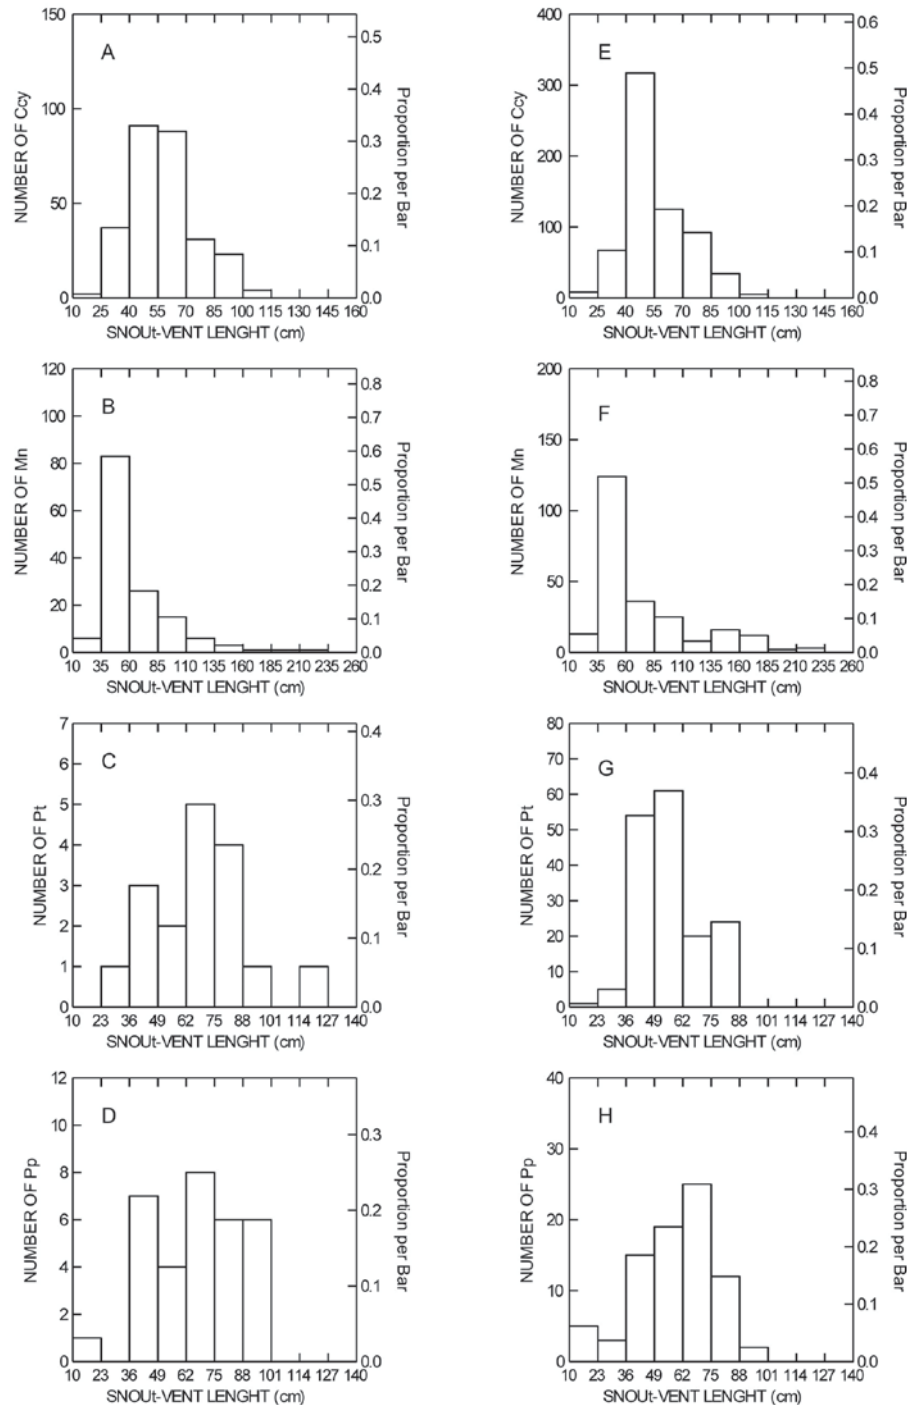 A
NUMBER OF Ccy
150
100
50
0
Proportion per Bar
0.5
0.4
0.3
0.2
0.1
0.0
10 25 40 55 70 85 100 115 130 145 160
SNOUt-VENT LENGHT (cm)
E
NUMBER OF Ccy
400
300
200
100
0
Proportion per Bar
0.6
0.5
0.4
0.3
0.2
0.1
0.0
10 25 40 55 70 85 100 115 130 145 160
SNOUt-VENT LENGHT (cm)
B
NUMBER OF Mn
120
100
80
60
40
20
0
Proportion per Bar
0.8
0.7
0.6
0.5
0.4
0.3
0.2
0.1
0.0
10 35 60 85 110 135 160 185 210 235 260
SNOUt-VENT LENGHT (cm)
F
NUMBER OF Mn
200
150
100
50
0
Proportion per Bar
0.8
0.7
0.6
0.5
0.4
0.3
0.2
0.1
0.0
10 35 60 85 110 135 160 185 210 235 260
SNOUt-VENT LENGHT (cm)
C
NUMBER OF Pt
7
6
5
4
3
2
1
0
Proportion per Bar
0.4
0.3
0.2
0.1
0.0
10 23 36 49 62 75 88 101 114 127 140
SNOUt-VENT LENGHT (cm)
G
NUMBER OF Pt
80
70
60
50
40
30
20
10
0
Proportion per Bar
0.4
0.3
0.2
0.1
0.0
10 23 36 49 62 75 88 101 114 127 140
SNOUt-VENT LENGHT (cm)
D
NUMBER OF Pp
12
10
8
6
4
2
0
Proportion per Bar
0.3
0.2
0.1
0.0
10 23 36 49 62 75 88 101 114 127 140
SNOUt-VENT LENGHT (cm)
H
NUMBER OF Pp
40
30
20
10
0
Proportion per Bar
0.4
0.3
0.2
0.1
0.0
10 23 36 49 62 75 88 101 114 127 140
SNOUt-VENT LENGHT (cm)